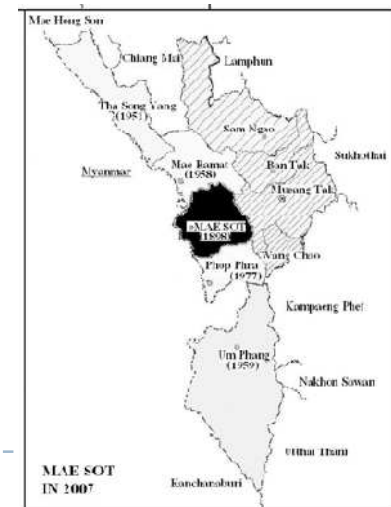 Mae Hong Son
Chiang Mai
Lamphun
Tha Song Yang
(1951)
Sam Ngao
Sukhothai
Mae Ramat
(1958)
Ban Tak
Myanmar
Muang Tak
MAE SOT
(1898)
Wang Chao
Phop Phra
(1977)
Kampaeng Phet
Um Phang
(1959)
Nakhon Sawan
Uthai Thani
MAE SOT
IN 2007
Kanchanaburi